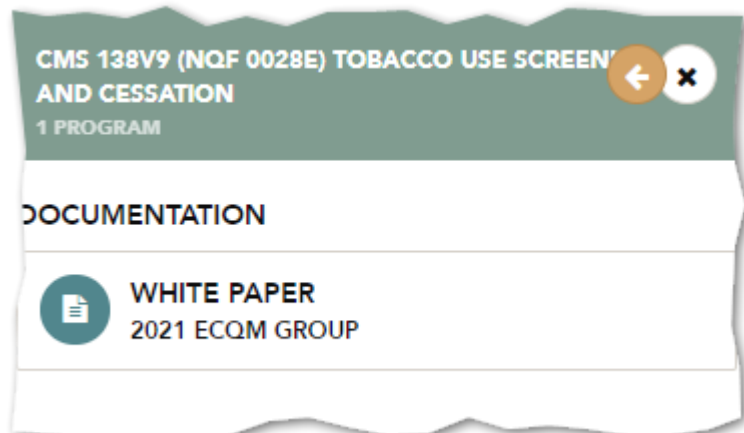 CMS 138V9 (NQF 0028E) TOBACCO USE SCREEN
AND CESSATION
1 PROGRAM
DOCUMENTATION
WHITE PAPER
2021 ECQM GROUP